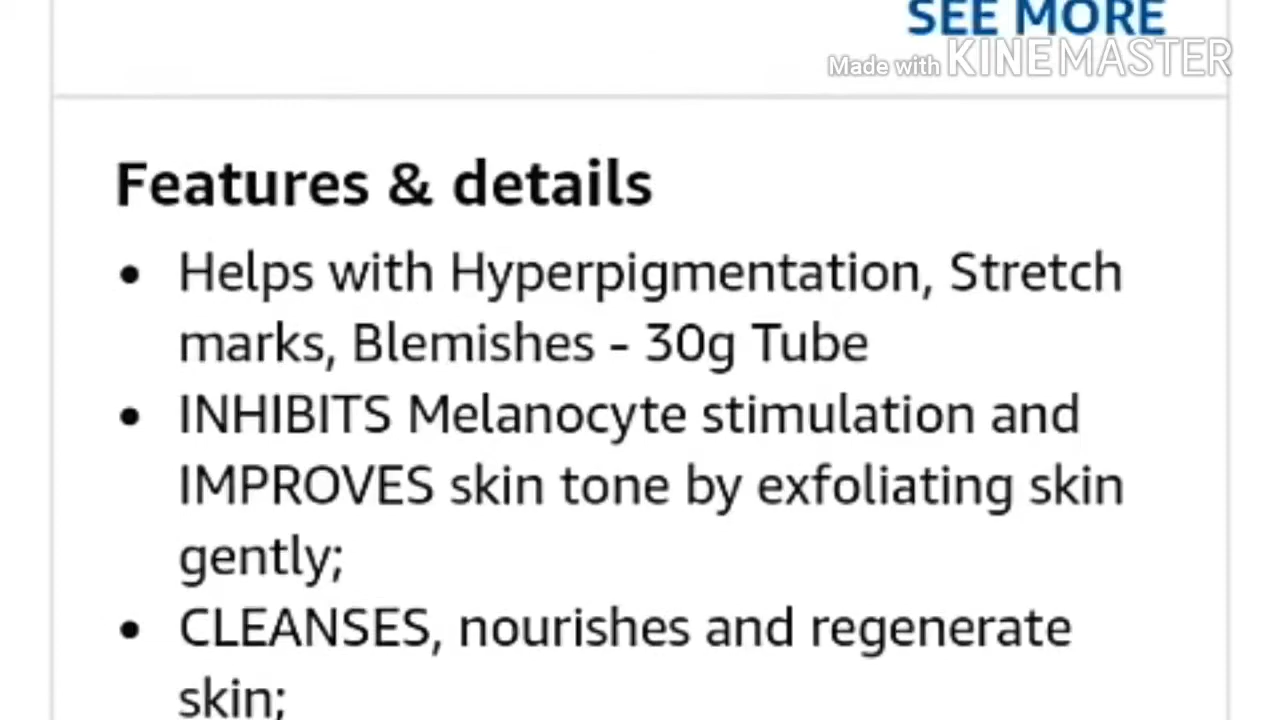 SEE MORE
Made with KINEMASTER
Features & details
• Helps with Hyperpigmentation, Stretch
marks, Blemishes - 30g Tube
• INHIBITS Melanocyte stimulation and
IMPROVES skin tone by exfoliating skin
gently;
• CLEANSES, nourishes and regenerate
skin;